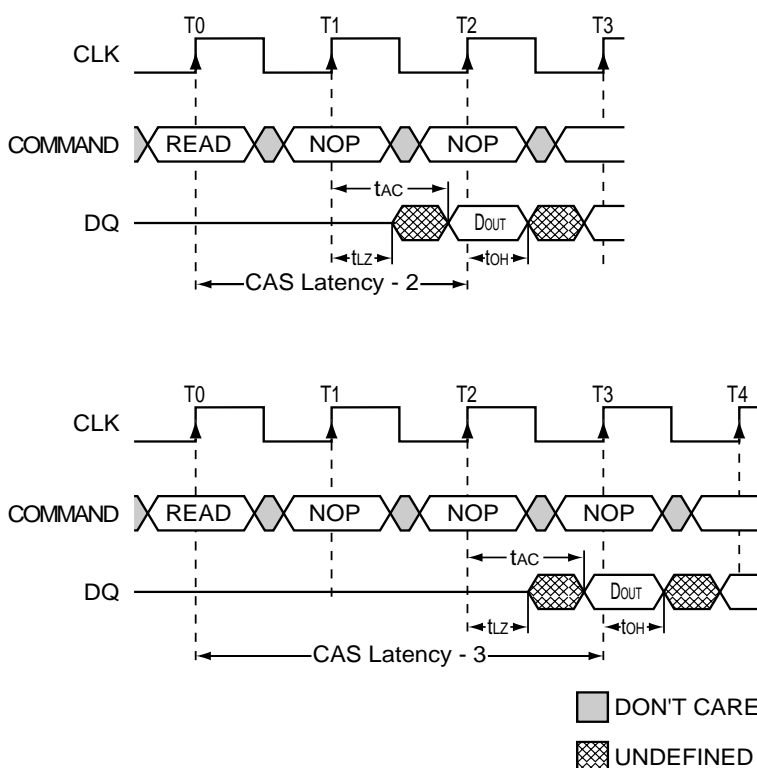 T0 T1 T2 T3
CLK
COMMAND READ NOP NOP
tAC
DQ DOUT
tLZ tOH
CAS Latency - 2
T0 T1 T2 T3 T4
CLK
COMMAND READ NOP NOP NOP
tAC
DQ DOUT
tLZ tOH
CAS Latency - 3
DON'T CARE
UNDEFINED